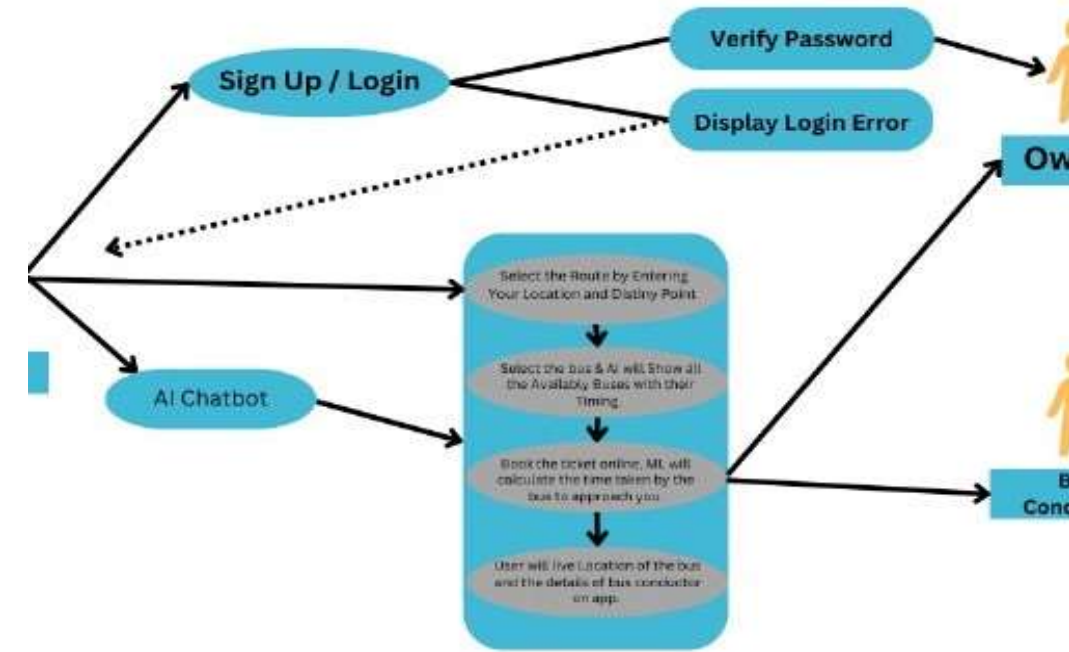 Sign Up / Login
Verify Password
Display Login Error
Ow
Select the Route by Entering
Your Location and Distiny Point
Select the bus & AI will Show all
the Availably Buses with their
Timing
AI Chatbot
Book the ticket online, ML will
calculate the time taken by the
bus to approach you
B
Cond
User will live Location of the bus
and the details of bus conductor
on app.